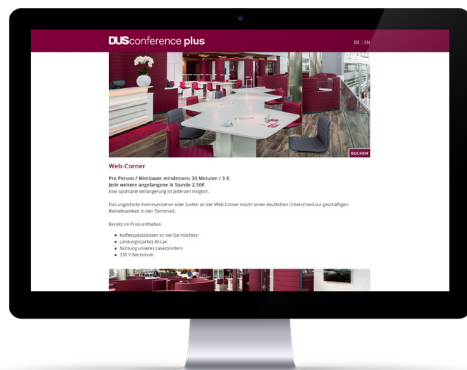 DUSconference plus
DE | EN
BUCHEN
Web-Corner
Pro Person / Mietdauer mindestens 30 Minuten / 5 €.
Jede weitere angefangene ¼ Stunde 2,50€
Eine spontane Verlängerung ist jederzeit möglich.
Das ungestörte Kommunizieren oder Surfen an der Web-Corner macht einen deutlichen Unterschied zur geschäftigen
Betriebsamkeit in den Terminals.
Bereits im Preis enthalten
Kaffeespezialitäten so viel Sie möchten
Leistungsstarkes W-Lan
Nutzung unseres Laserprinters
230 V Netzstrom